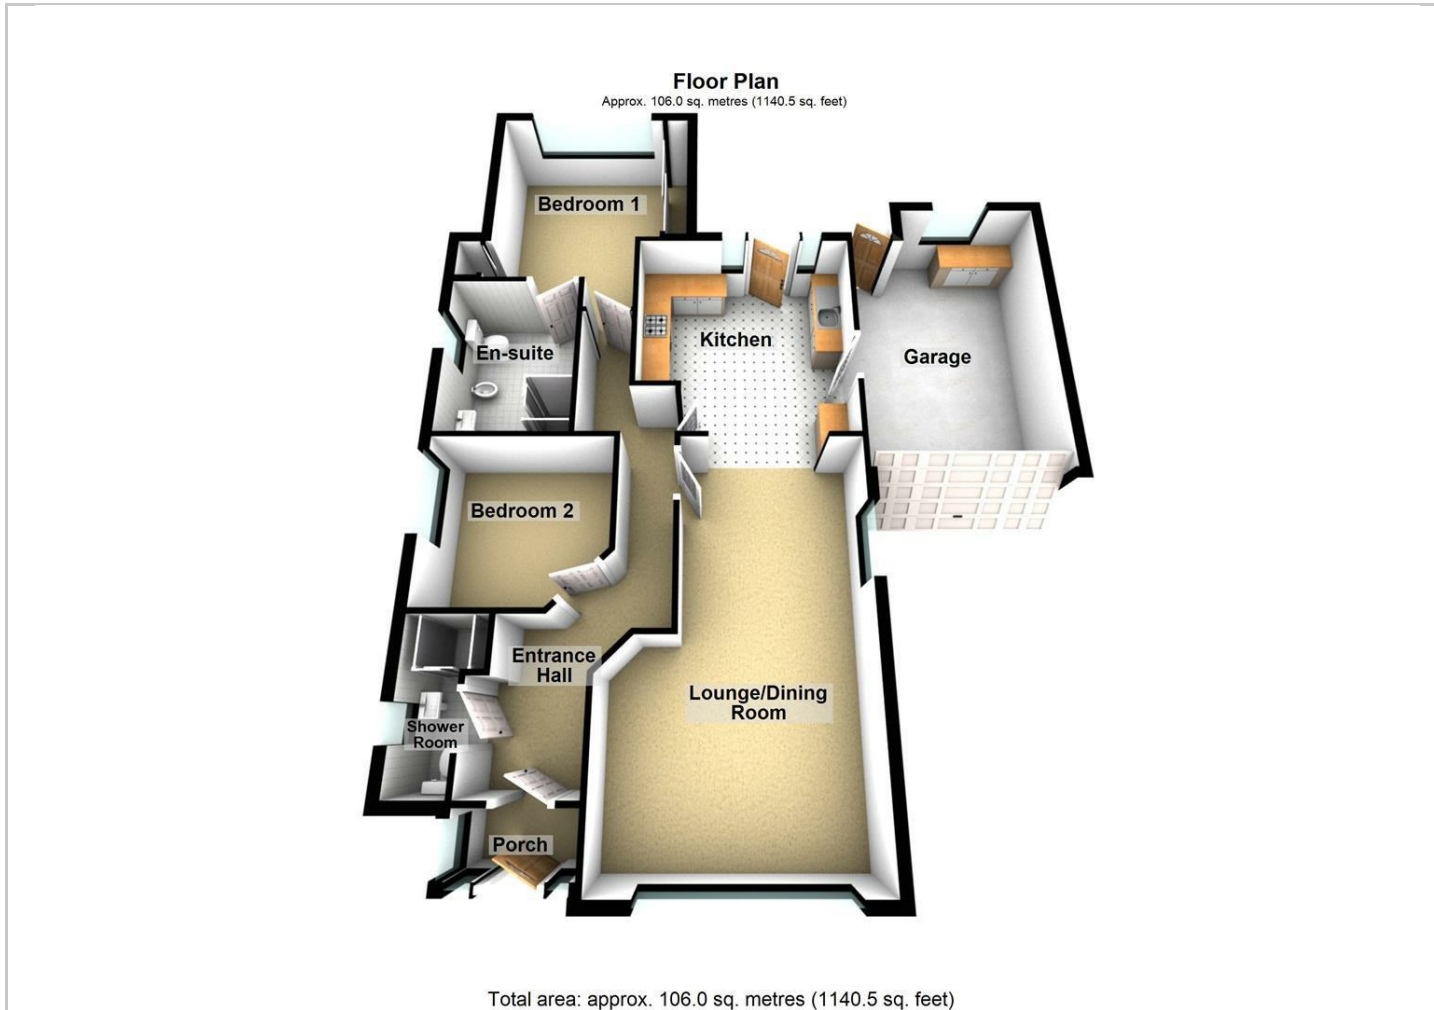 Floor Plan
Approx. 106.0 sq. metres (1140.5 sq. feet)
Bedroom 1
En-suite
Kitchen
Garage
Bedroom 2
Entrance
Hall
Lounge/Dining
Room
Shower
Room
Porch
Total area: approx. 106.0 sq. metres (1140.5 sq. feet)